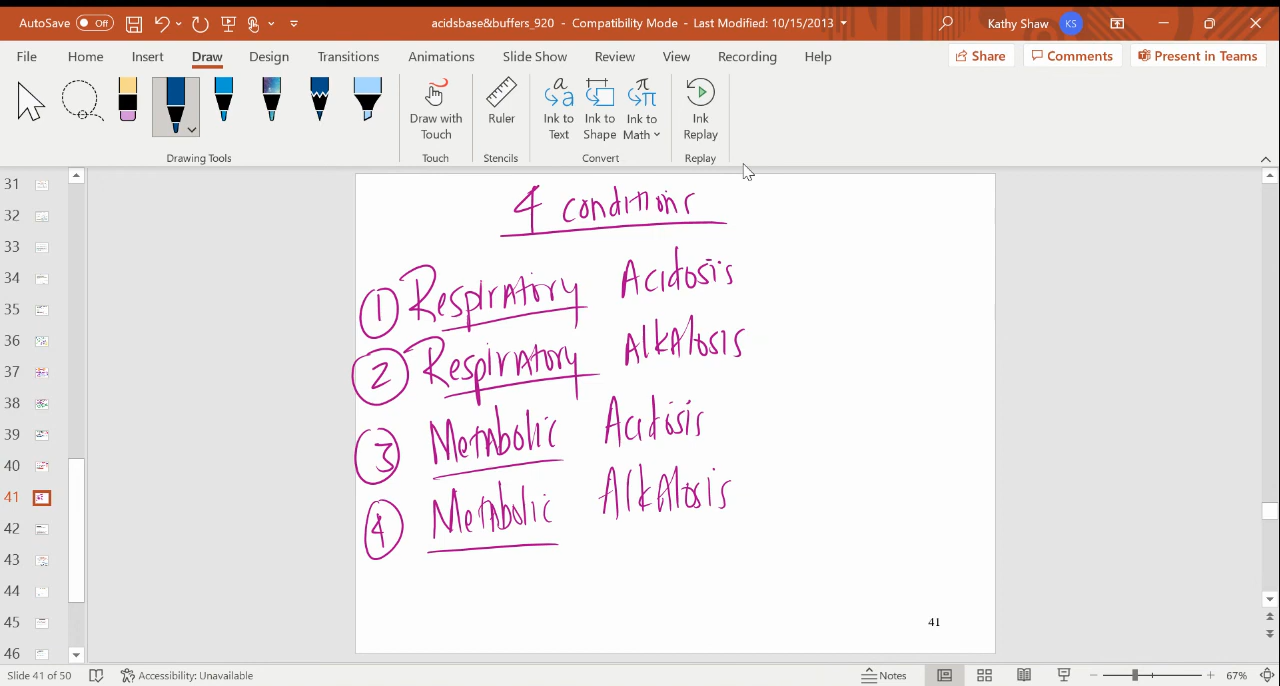 AutoSave Off acidsbase&buffers_920 - Compatibility Mode - Last Modified: 10/15/2013 Kathy Shaw KS
File Home Insert Draw Design Transitions Animations Slide Show Review View Recording Help Share Comments Present in Teams
Draw with Touch
Ruler
Ink to Text
Ink to Shape
Ink to Math
Ink Replay
Drawing Tools Touch Stencils Convert Replay
31
32
33
34
35
36
37
38
39
40
41
42
43
44
45
46
4 conditions
1 Respiratory Acidosis
2 Respiratory Alkalosis
3 Metabolic Acidosis
4 Metabolic Alkalosis
41
Slide 41 of 50 Accessibility: Unavailable Notes 67%